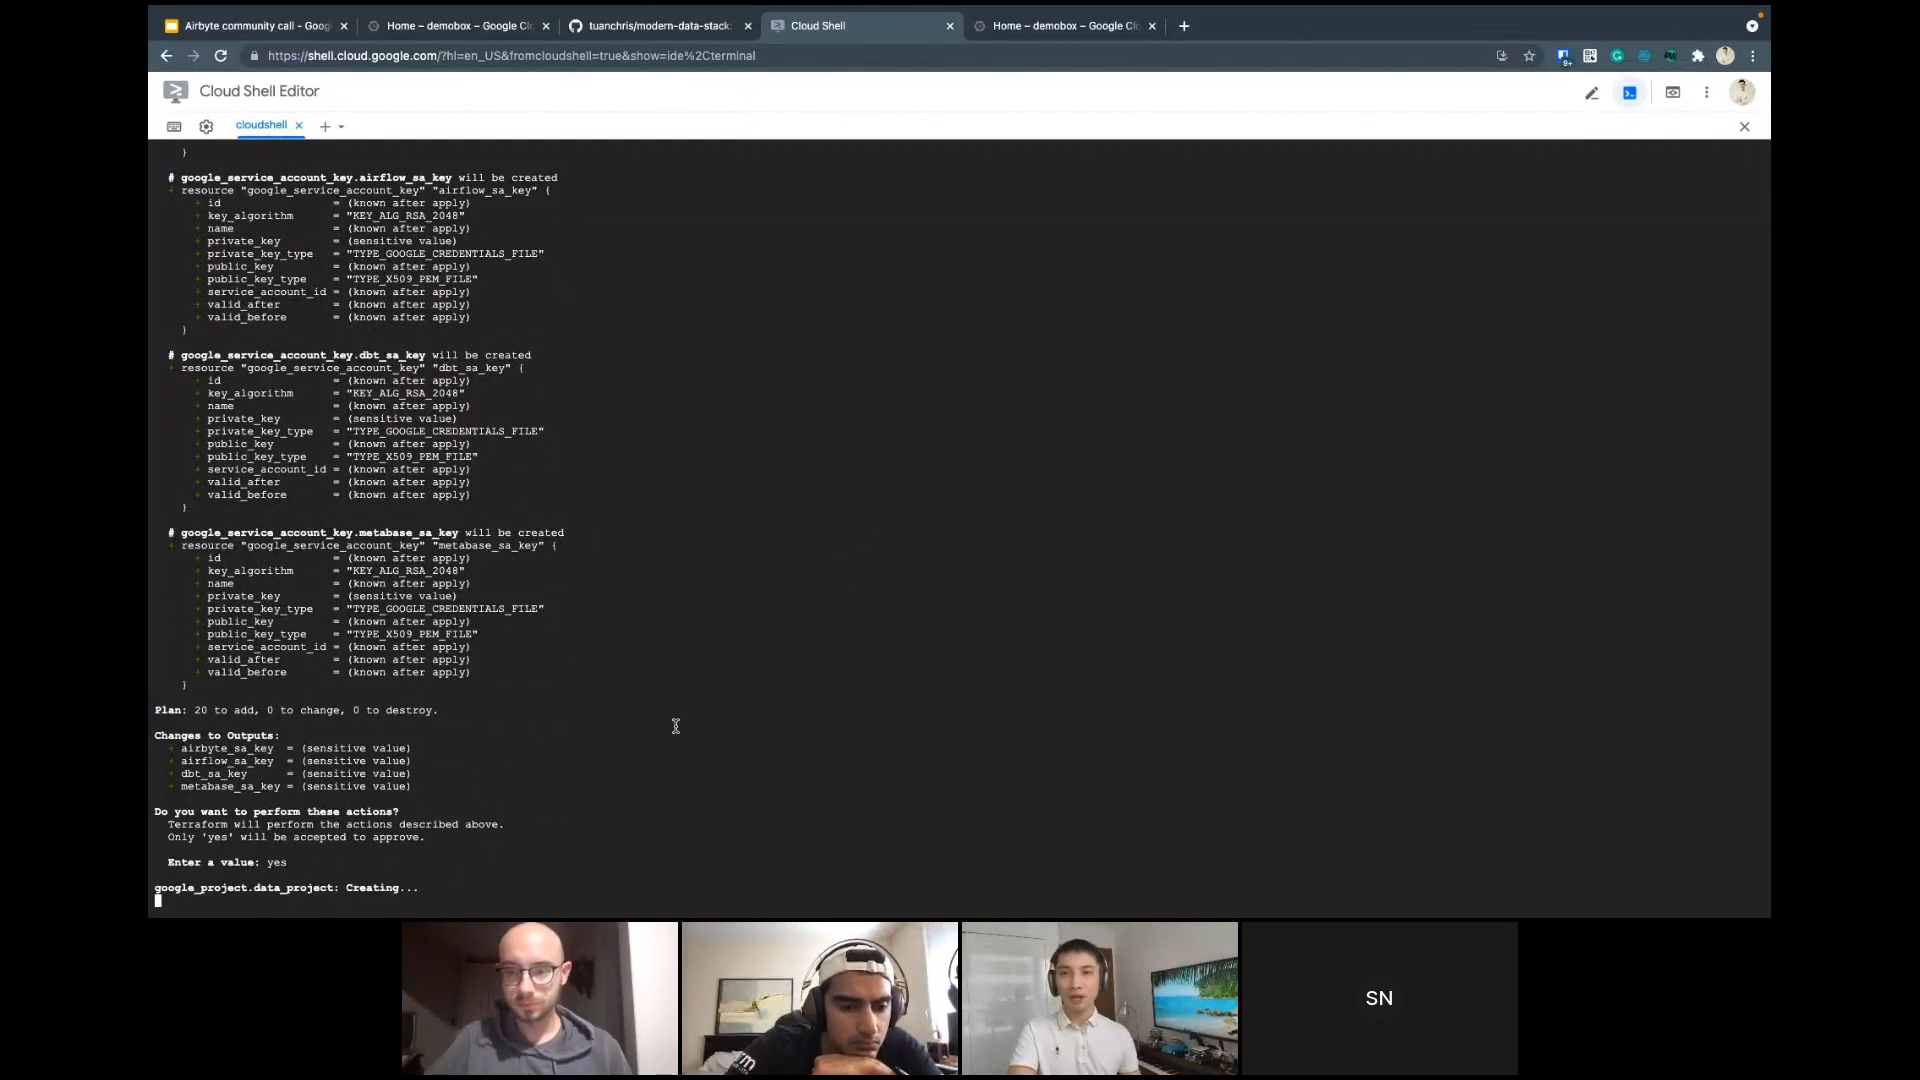 Airbyte community call - Goog
Home – demobox – Google Clo
tuanchris/modern-data-stack:
Cloud Shell
Home – demobox – Google Clo
https://shell.cloud.google.com/?hl=en_US&fromcloudshell=true&show=ide%2Cterminal
9+
Cloud Shell Editor
cloudshell
}
# google_service_account_key.airflow_sa_key will be created
+ resource "google_service_account_key" "airflow_sa_key" {
+ id = (known after apply)
+ key_algorithm = "KEY_ALG_RSA_2048"
+ name = (known after apply)
+ private_key = (sensitive value)
+ private_key_type = "TYPE_GOOGLE_CREDENTIALS_FILE"
+ public_key = (known after apply)
+ public_key_type = "TYPE_X509_PEM_FILE"
+ service_account_id = (known after apply)
+ valid_after = (known after apply)
+ valid_before = (known after apply)
}
# google_service_account_key.dbt_sa_key will be created
+ resource "google_service_account_key" "dbt_sa_key" {
+ id = (known after apply)
+ key_algorithm = "KEY_ALG_RSA_2048"
+ name = (known after apply)
+ private_key = (sensitive value)
+ private_key_type = "TYPE_GOOGLE_CREDENTIALS_FILE"
+ public_key = (known after apply)
+ public_key_type = "TYPE_X509_PEM_FILE"
+ service_account_id = (known after apply)
+ valid_after = (known after apply)
+ valid_before = (known after apply)
}
# google_service_account_key.metabase_sa_key will be created
+ resource "google_service_account_key" "metabase_sa_key" {
+ id = (known after apply)
+ key_algorithm = "KEY_ALG_RSA_2048"
+ name = (known after apply)
+ private_key = (sensitive value)
+ private_key_type = "TYPE_GOOGLE_CREDENTIALS_FILE"
+ public_key = (known after apply)
+ public_key_type = "TYPE_X509_PEM_FILE"
+ service_account_id = (known after apply)
+ valid_after = (known after apply)
+ valid_before = (known after apply)
}
Plan: 20 to add, 0 to change, 0 to destroy.
Changes to Outputs:
+ airbyte_sa_key = (sensitive value)
+ airflow_sa_key = (sensitive value)
+ dbt_sa_key = (sensitive value)
+ metabase_sa_key = (sensitive value)
Do you want to perform these actions?
Terraform will perform the actions described above.
Only 'yes' will be accepted to approve.
Enter a value: yes
google_project.data_project: Creating...
SN